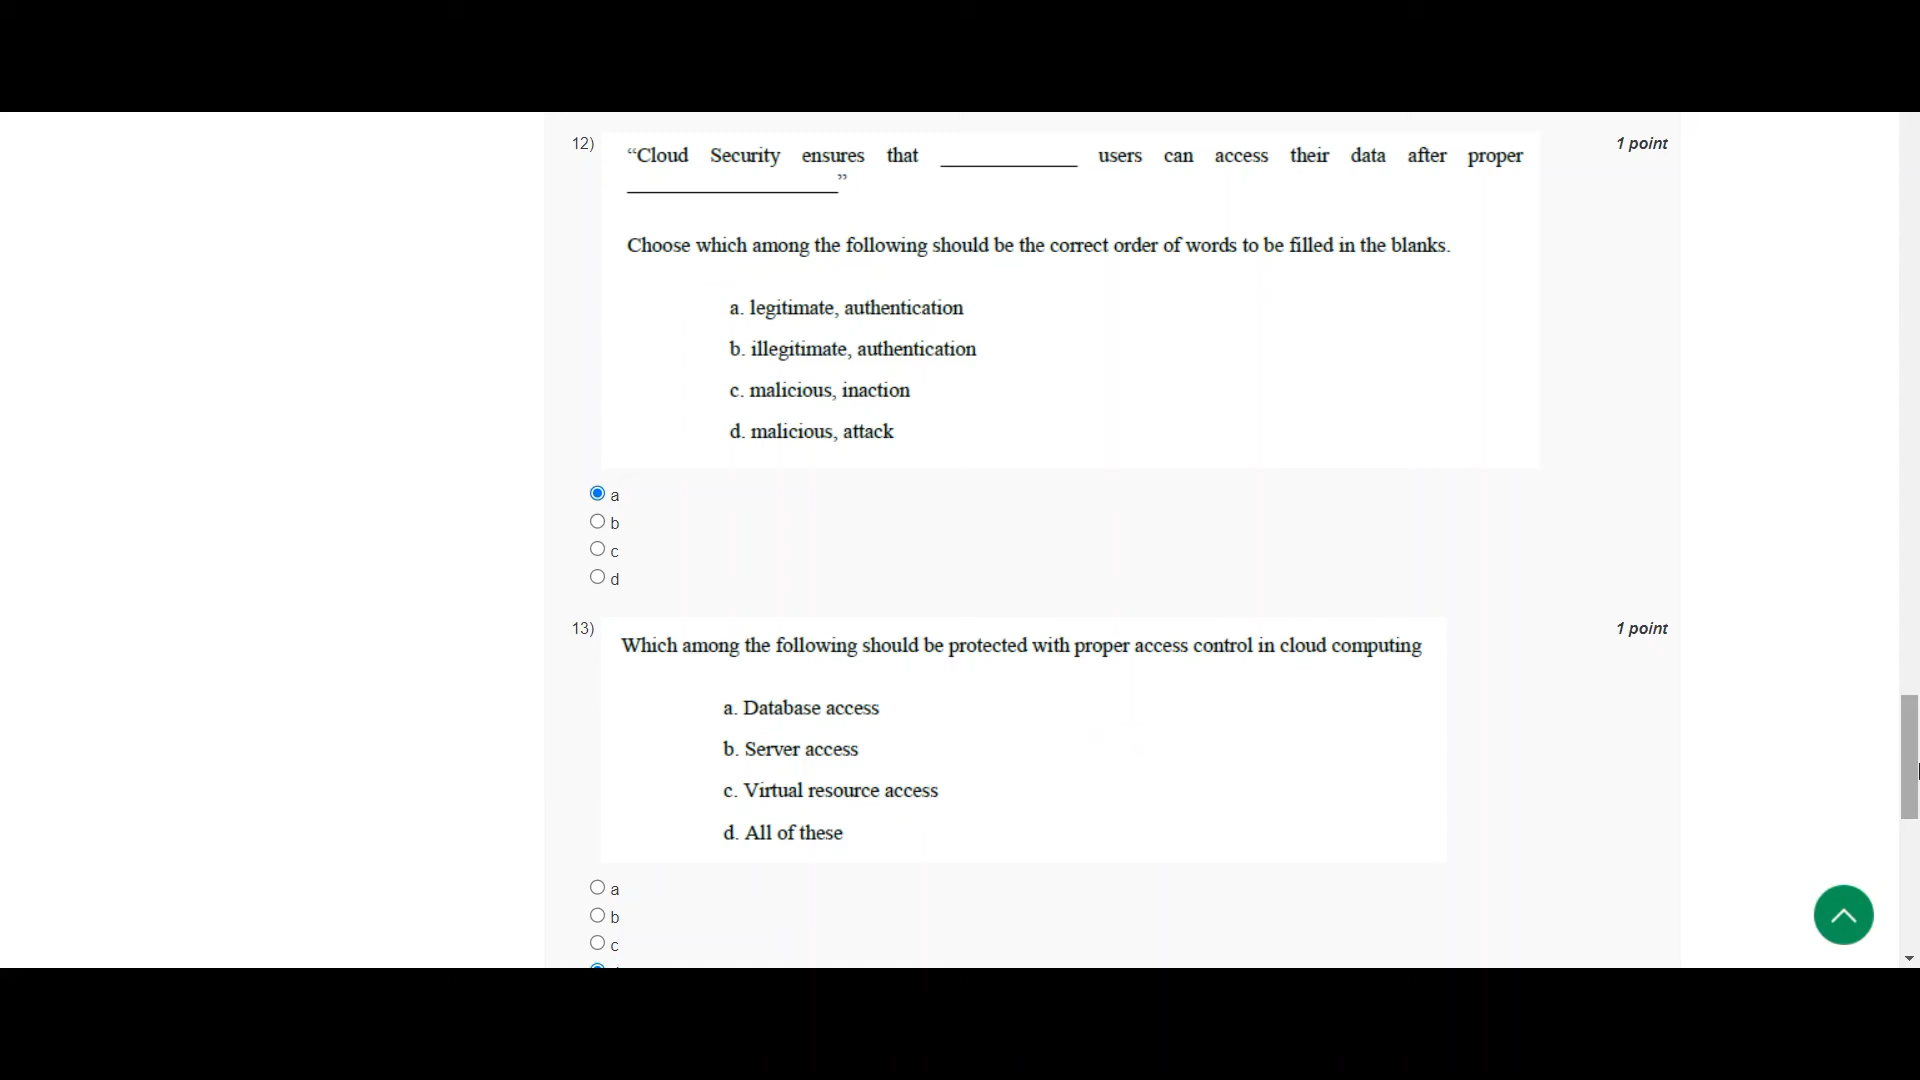 12)
1 point
“Cloud Security ensures that _____________ users can access their data after proper
____________________”
Choose which among the following should be the correct order of words to be filled in the blanks.
a. legitimate, authentication
b. illegitimate, authentication
c. malicious, inaction
d. malicious, attack
a
b
c
d
13)
1 point
Which among the following should be protected with proper access control in cloud computing
a. Database access
b. Server access
c. Virtual resource access
d. All of these
a
b
c